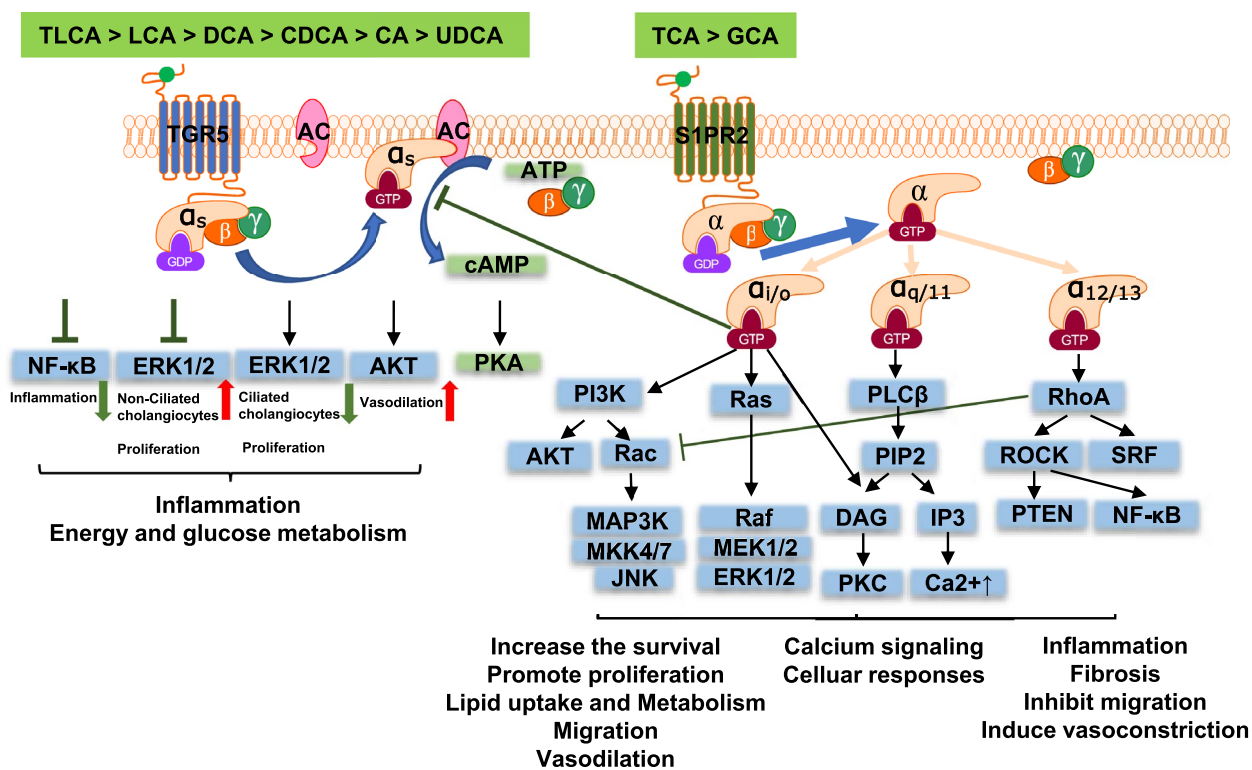 TLCA > LCA > DCA > CDCA > CA > UDCA
TCA > GCA
TGR5
AC
AC
S1PR2
αs
GTP
ATP
β
γ
β
γ
αs
β
γ
GDP
α
GTP
α
β
γ
GDP
cAMP
αi/o
GTP
αq/11
GTP
α12/13
GTP
NF-κB
ERK1/2
ERK1/2
AKT
PKA
Inflammation
Non-Ciliated
cholangiocytes
Proliferation
Ciliated
cholangiocytes
Proliferation
Vasodilation
Inflammation
Energy and glucose metabolism
PI3K
Ras
PLCβ
RhoA
AKT
Rac
PIP2
ROCK
SRF
MAP3K
MKK4/7
JNK
Raf
MEK1/2
ERK1/2
DAG
IP3
PTEN
NF-κB
PKC
Ca2+↑
Increase the survival
Promote proliferation
Lipid uptake and Metabolism
Migration
Vasodilation
Calcium signaling
Celluar responses
Inflammation
Fibrosis
Inhibit migration
Induce vasoconstriction